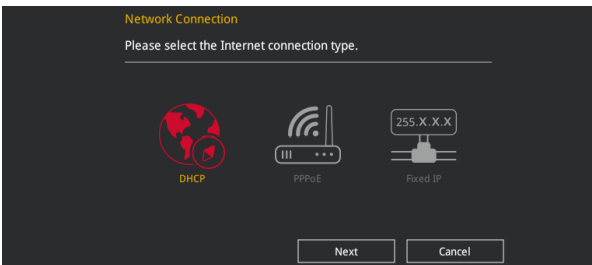 Network Connection
Please select the Internet connection type.
255.X.X.X
DHCP PPPoE Fixed IP
Next Cancel